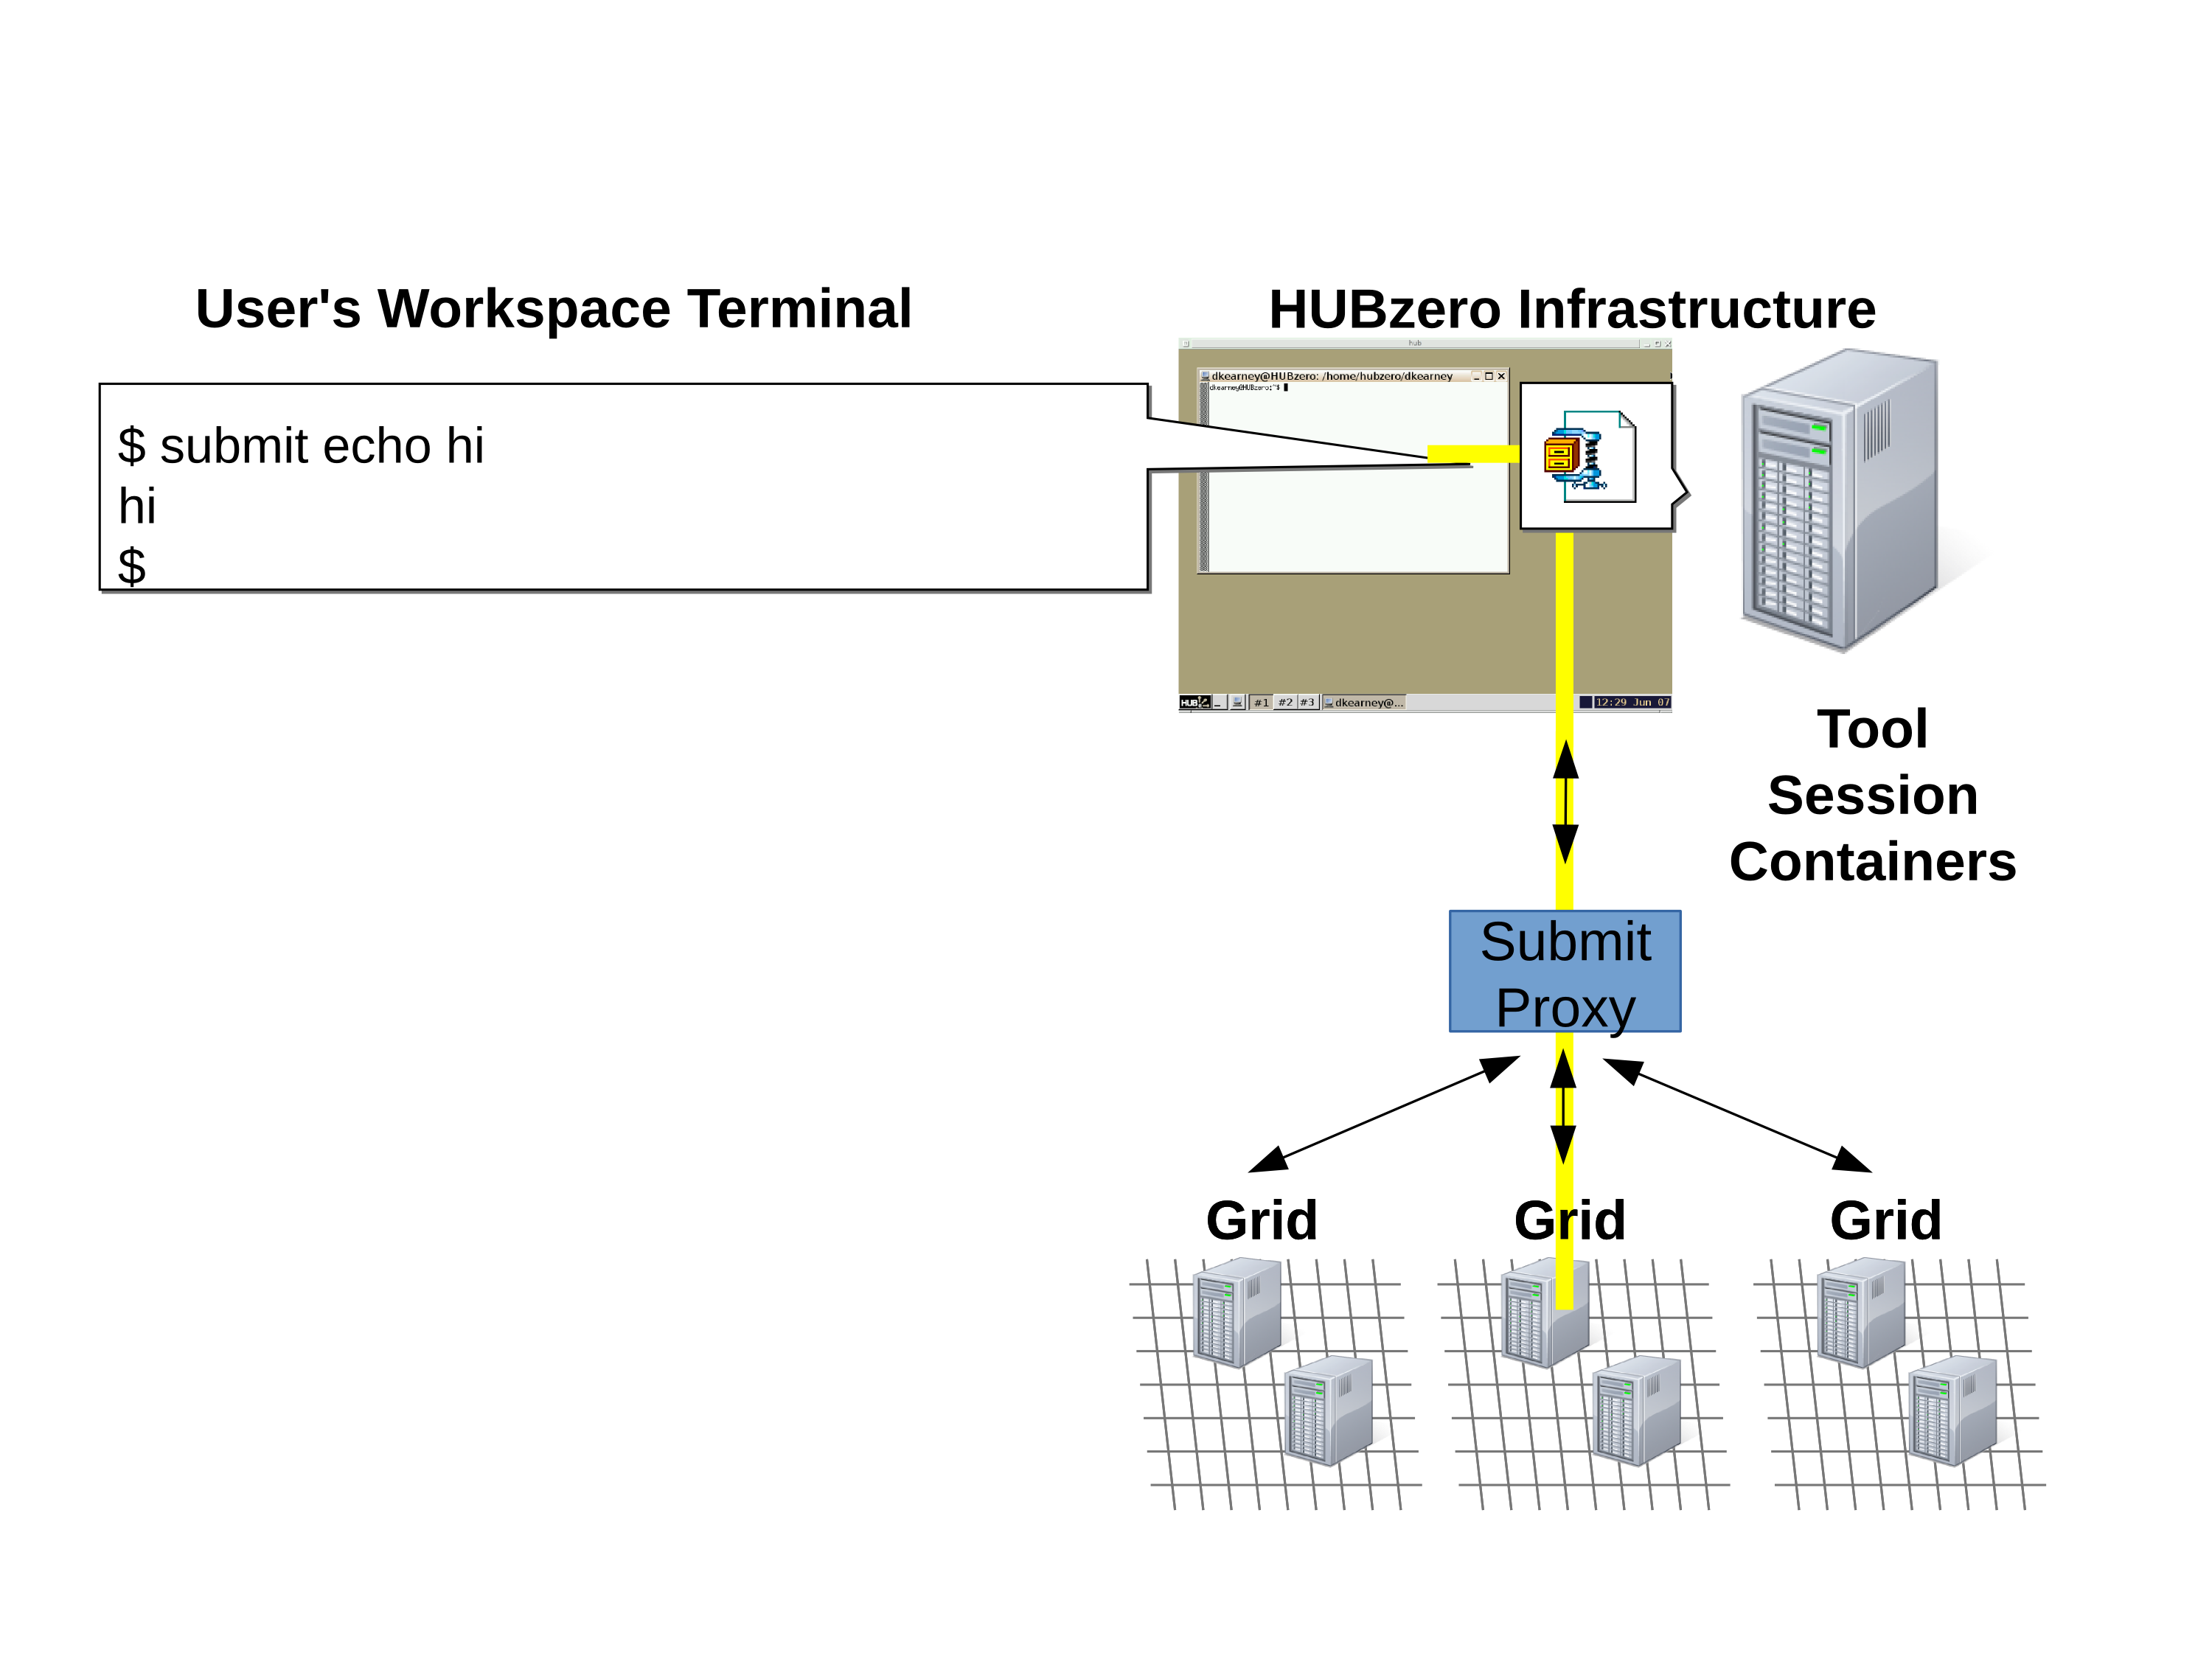 User's Workspace Terminal
HUBzero Infrastructure
hub
dkearney@HUBzero: /home/hubzero/dkearney
dkearney@HUBzero:~$
$ submit echo hi
hi
$
HUB
#1 #2 #3 dkearney@... 12:29 Jun 07
Tool
Session
Containers
Submit
Proxy
Grid Grid Grid